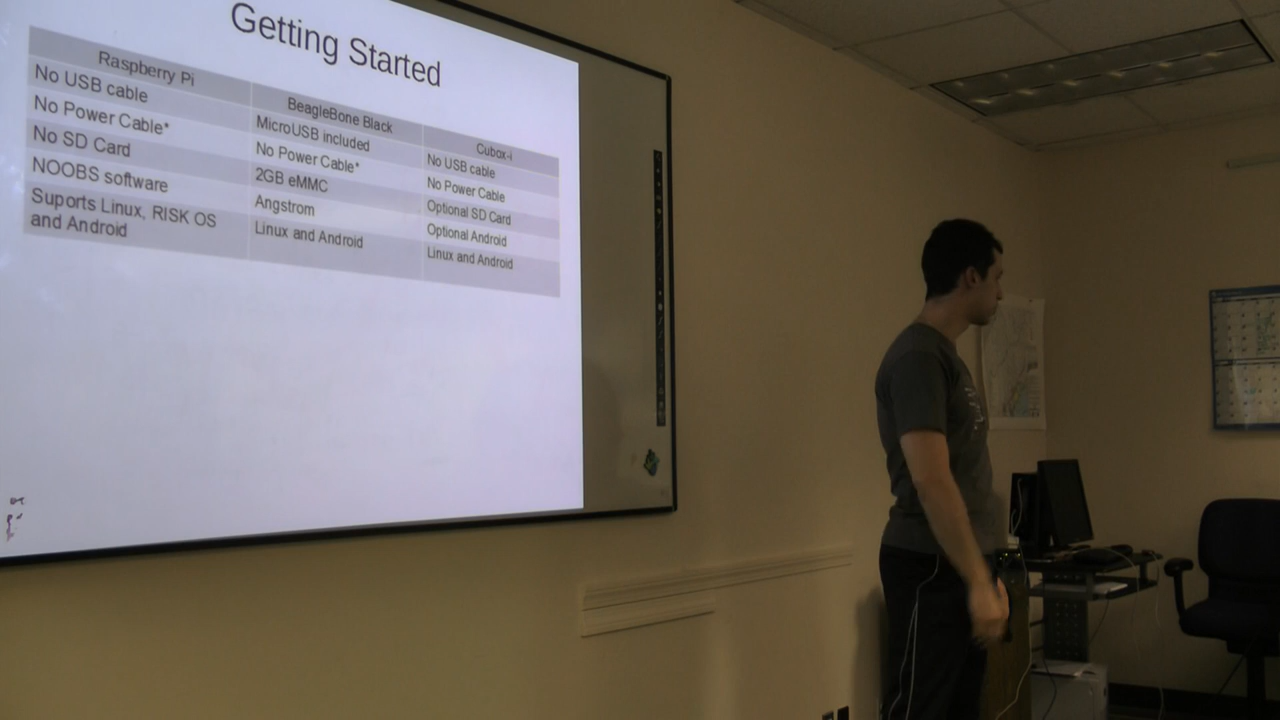 Getting Started
Raspberry Pi
BeagleBone Black
Cubox-i
No USB cable
MicroUSB included
No USB cable
No Power Cable*
No Power Cable*
No Power Cable
No SD Card
2GB eMMC
Optional SD Card
NOOBS software
Angstrom
Optional Android
Suports Linux, RISK OS
and Android
Linux and Android
Linux and Android